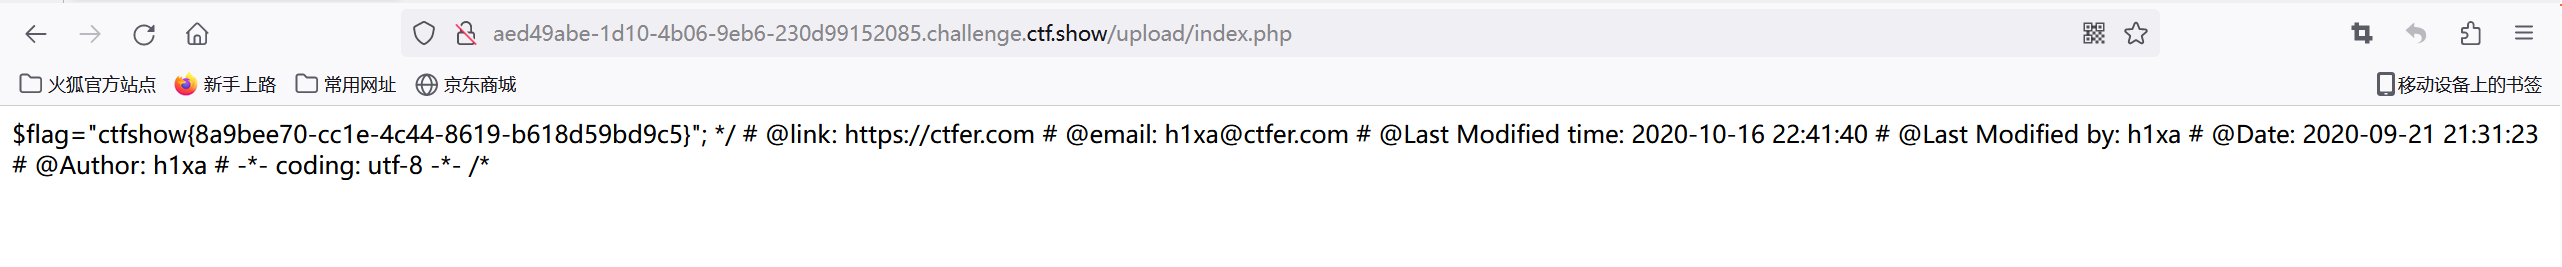 aed49abe-1d10-4b06-9eb6-230d99152085.challenge.ctf.show/upload/index.php
火狐官方站点 新手上路 常用网址 京东商城 移动设备上的书签
$flag="ctfshow{8a9bee70-cc1e-4c44-8619-b618d59bd9c5}"; */ # @link: https://ctfer.com # @email: h1xa@ctfer.com # @Last Modified time: 2020-10-16 22:41:40 # @Last Modified by: h1xa # @Date: 2020-09-21 21:31:23
# @Author: h1xa # -*- coding: utf-8 -*- /*